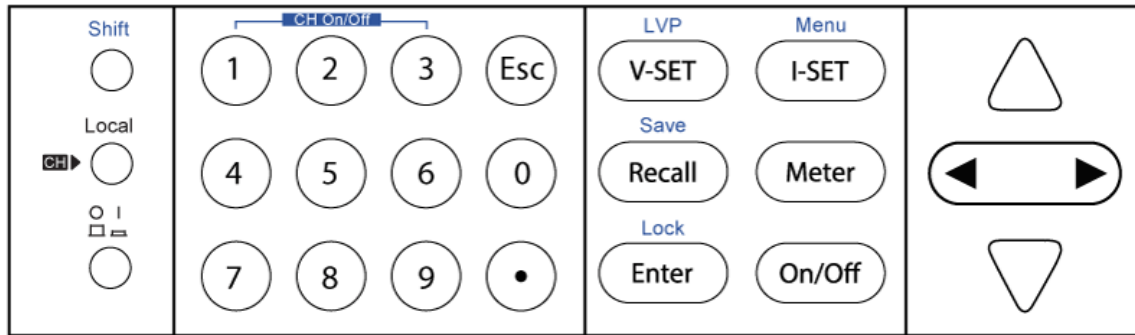 Shift
CH On/Off
LVP
Menu
1
2
3
Esc
V-SET
I-SET
Local
Save
CH
4
5
6
0
Recall
Meter
O I
Lock
7
8
9
•
Enter
On/Off